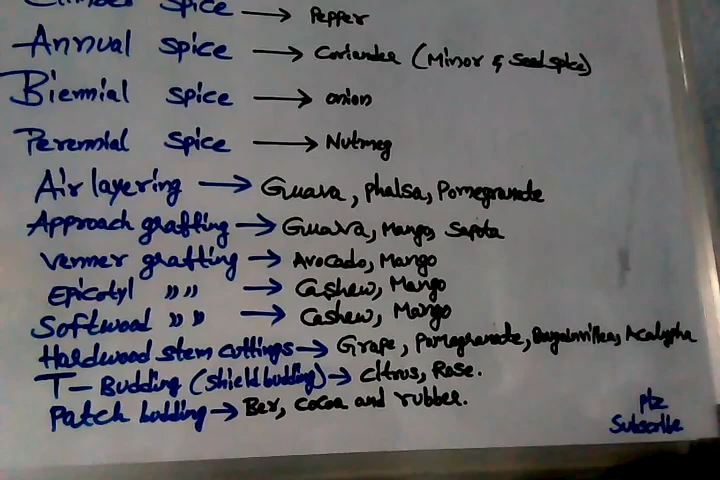 Climber Spice → Pepper
Annual Spice → Coriander (Minor & Seed spice)
Biennial spice → onion
Perennial Spice → Nutmeg
Air layering → Guava, phalsa, Pomegranate
Approach grafting → Guava, Mango, Sapota
Venner grafting → Avocado, Mango
Epicotyl ,, ,, → Cashew, Mango
Softwood ,, ,, → Cashew, Mango
Hardwood stem cuttings → Grape, Pomegranate, Bougainvillea, Acalypha
T-Budding (shield budding) → Citrus, Rose.
Patch budding → Ber, cocoa and rubber.
plz
Subscribe